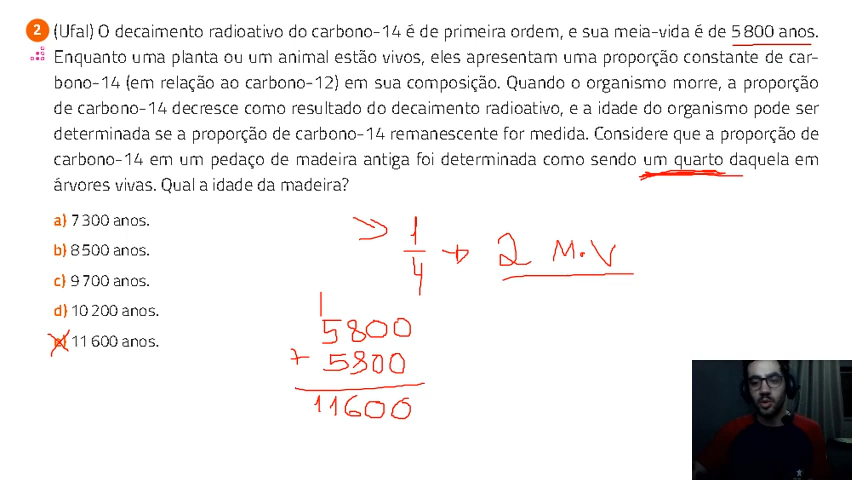 2 (Ufal) O decaimento radioativo do carbono-14 é de primeira ordem, e sua meia-vida é de 5 800 anos.
Enquanto uma planta ou um animal estão vivos, eles apresentam uma proporção constante de car-
bono-14 (em relação ao carbono-12) em sua composição. Quando o organismo morre, a proporção
de carbono-14 decresce como resultado do decaimento radioativo, e a idade do organismo pode ser
determinada se a proporção de carbono-14 remanescente for medida. Considere que a proporção de
carbono-14 em um pedaço de madeira antiga foi determinada como sendo um quarto daquela em
árvores vivas. Qual a idade da madeira?
a) 7 300 anos.
b) 8 500 anos.
c) 9 700 anos.
d) 10 200 anos.
e) 11 600 anos.
1/4 → 2 M.V
1
5800
+ 5800
11600